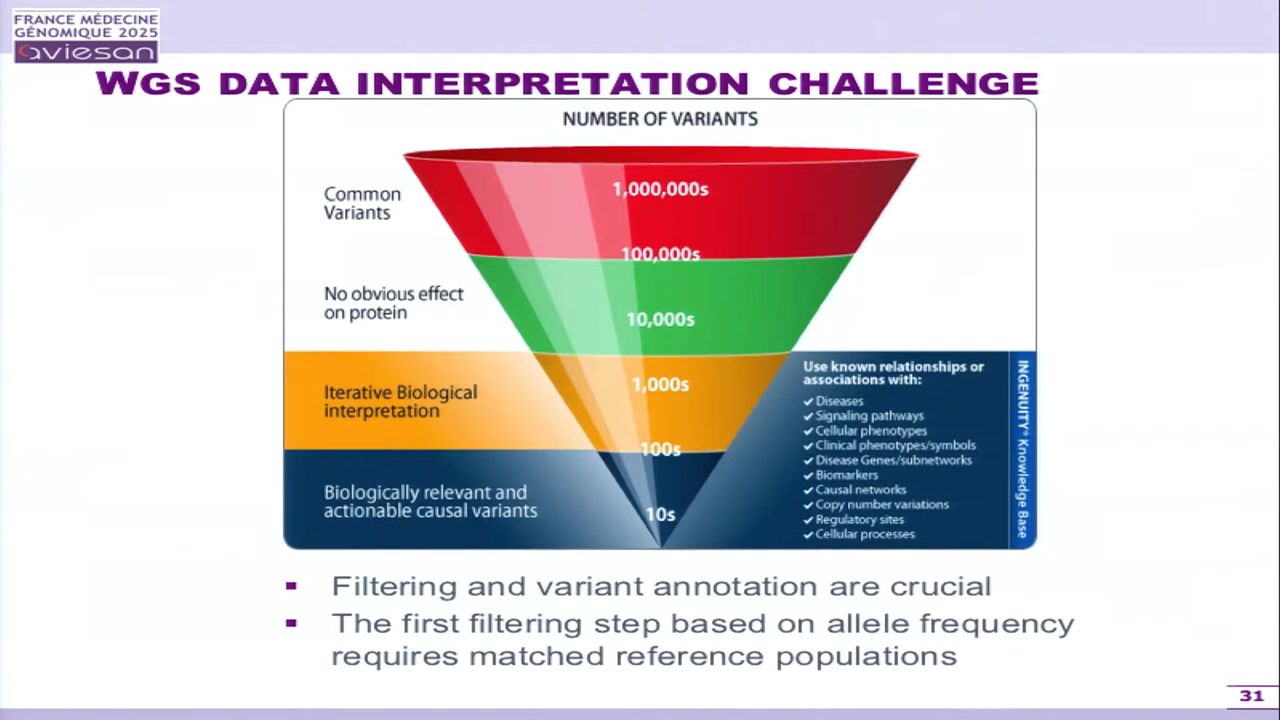 FRANCE MÉDECINE
GÉNOMIQUE 2025
aviesan
WGS DATA INTERPRETATION CHALLENGE
NUMBER OF VARIANTS
Common
Variants
1,000,000s
100,000s
No obvious effect
on protein
10,000s
Iterative Biological
interpretation
1,000s
100s
Biologically relevant and
actionable causal variants
10s
Use known relationships or
associations with:
✓ Diseases
✓ Signaling pathways
✓ Cellular phenotypes
✓ Clinical phenotypes/symbols
✓ Disease Genes/subnetworks
✓ Biomarkers
✓ Causal networks
✓ Copy number variations
✓ Regulatory sites
✓ Cellular processes
INGENUITY® Knowledge Base
▪ Filtering and variant annotation are crucial
▪ The first filtering step based on allele frequency
requires matched reference populations
31